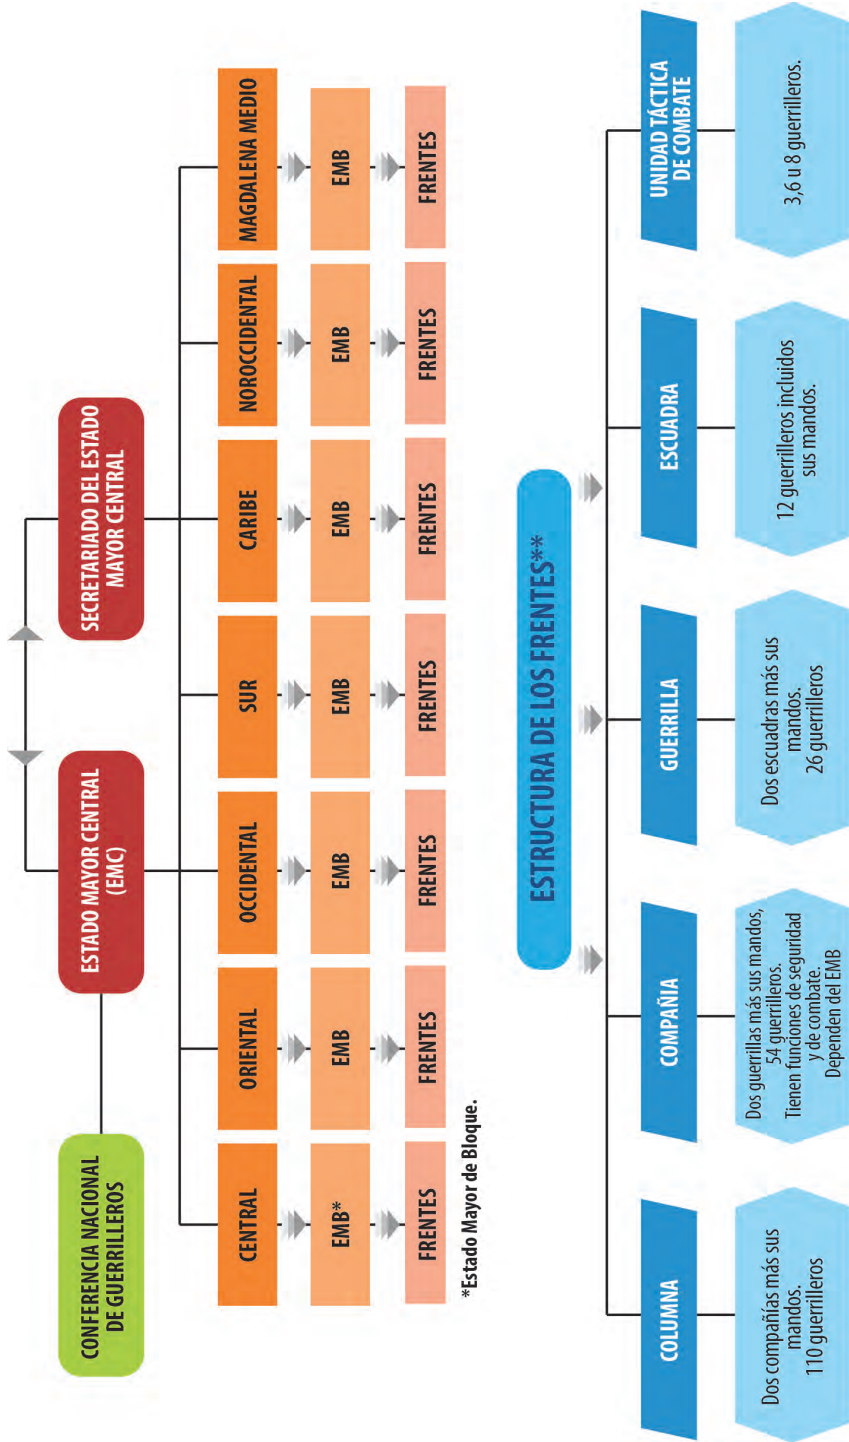 CONFERENCIA NACIONAL
DE GUERRILLEROS
ESTADO MAYOR CENTRAL
(EMC)
SECRETARIADO DEL ESTADO
MAYOR CENTRAL
CENTRAL
ORIENTAL
OCCIDENTAL
SUR
CARIBE
NOROCCIDENTAL
MAGDALENA MEDIO
EMB*
EMB
EMB
EMB
EMB
EMB
EMB
FRENTES
FRENTES
FRENTES
FRENTES
FRENTES
FRENTES
FRENTES
*Estado Mayor de Bloque.
ESTRUCTURA DE LOS FRENTES**
COLUMNA
COMPAÑIA
GUERRILLA
ESCUADRA
UNIDAD TÁCTICA
DE COMBATE
Dos compañías más sus
mandos.
110 guerrilleros
Dos guerrillas más sus mandos,
54 guerrilleros.
Tienen funciones de seguridad
y de combate.
Dependen del EMB
Dos escuadras más sus
mandos.
26 guerrilleros
12 guerrilleros incluidos
sus mandos.
3,6 u 8 guerrilleros.